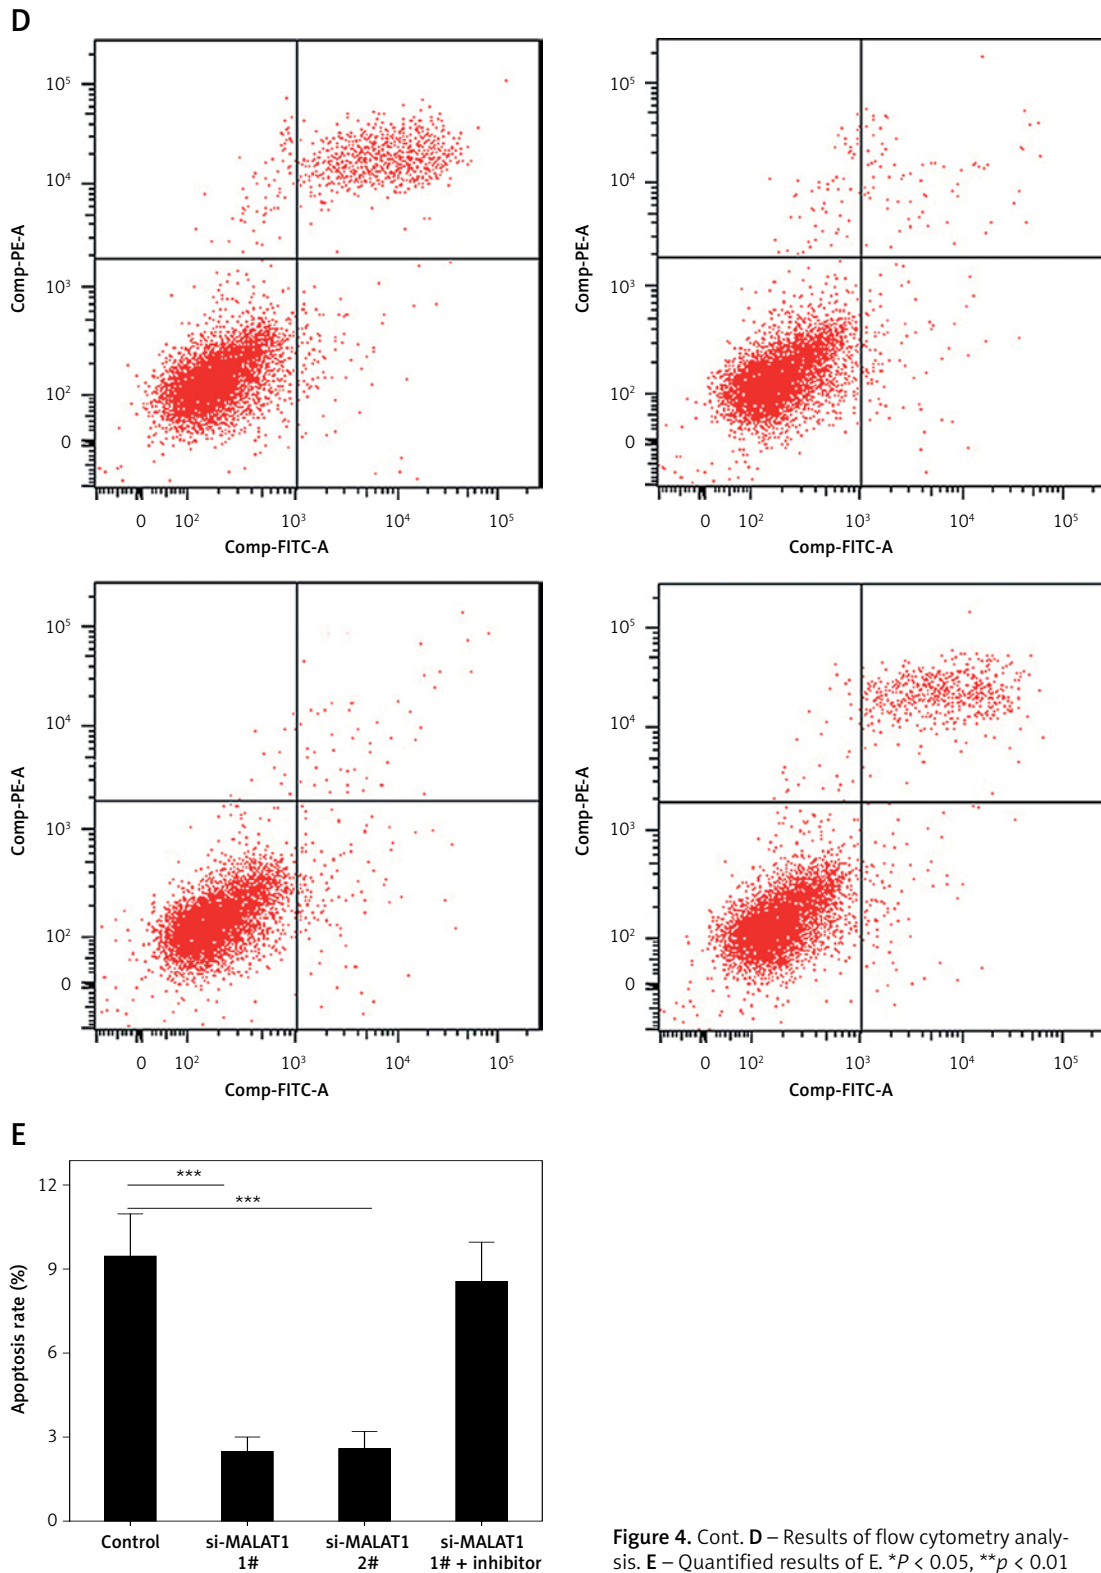 D
10⁵
10⁴
10³
10²
0
Comp-PE-A
0 10² 10³ 10⁴ 10⁵
Comp-FITC-A
10⁵
10⁴
10³
10²
0
Comp-PE-A
0 10² 10³ 10⁴ 10⁵
Comp-FITC-A
10⁵
10⁴
10³
10²
0
Comp-PE-A
0 10² 10³ 10⁴ 10⁵
Comp-FITC-A
10⁵
10⁴
10³
10²
0
Comp-PE-A
0 10² 10³ 10⁴ 10⁵
Comp-FITC-A
E
Apoptosis rate (%)
12
9
6
3
0
***
***
Control
si-MALAT1
1#
si-MALAT1
2#
si-MALAT1
1# + inhibitor
Figure 4. Cont. D – Results of flow cytometry analy-
sis. E – Quantified results of E. *P < 0.05, **p < 0.01